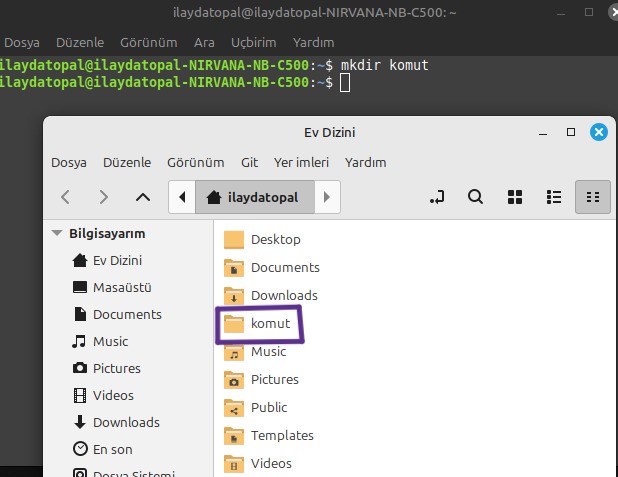 ilaydatopal@ilaydatopal-NIRVANA-NB-C500: ~
Dosya Düzenle Görünüm Ara Uçbirim Yardım
ilaydatopal@ilaydatopal-NIRVANA-NB-C500:~$ mkdir komut
ilaydatopal@ilaydatopal-NIRVANA-NB-C500:~$
Ev Dizini
Dosya Düzenle Görünüm Git Yer imleri Yardım
ilaydatopal
Bilgisayarım
Ev Dizini
Masaüstü
Documents
Music
Pictures
Videos
Downloads
En son
Dosya Sistemi
Desktop
Documents
Downloads
komut
Music
Pictures
Public
Templates
Videos